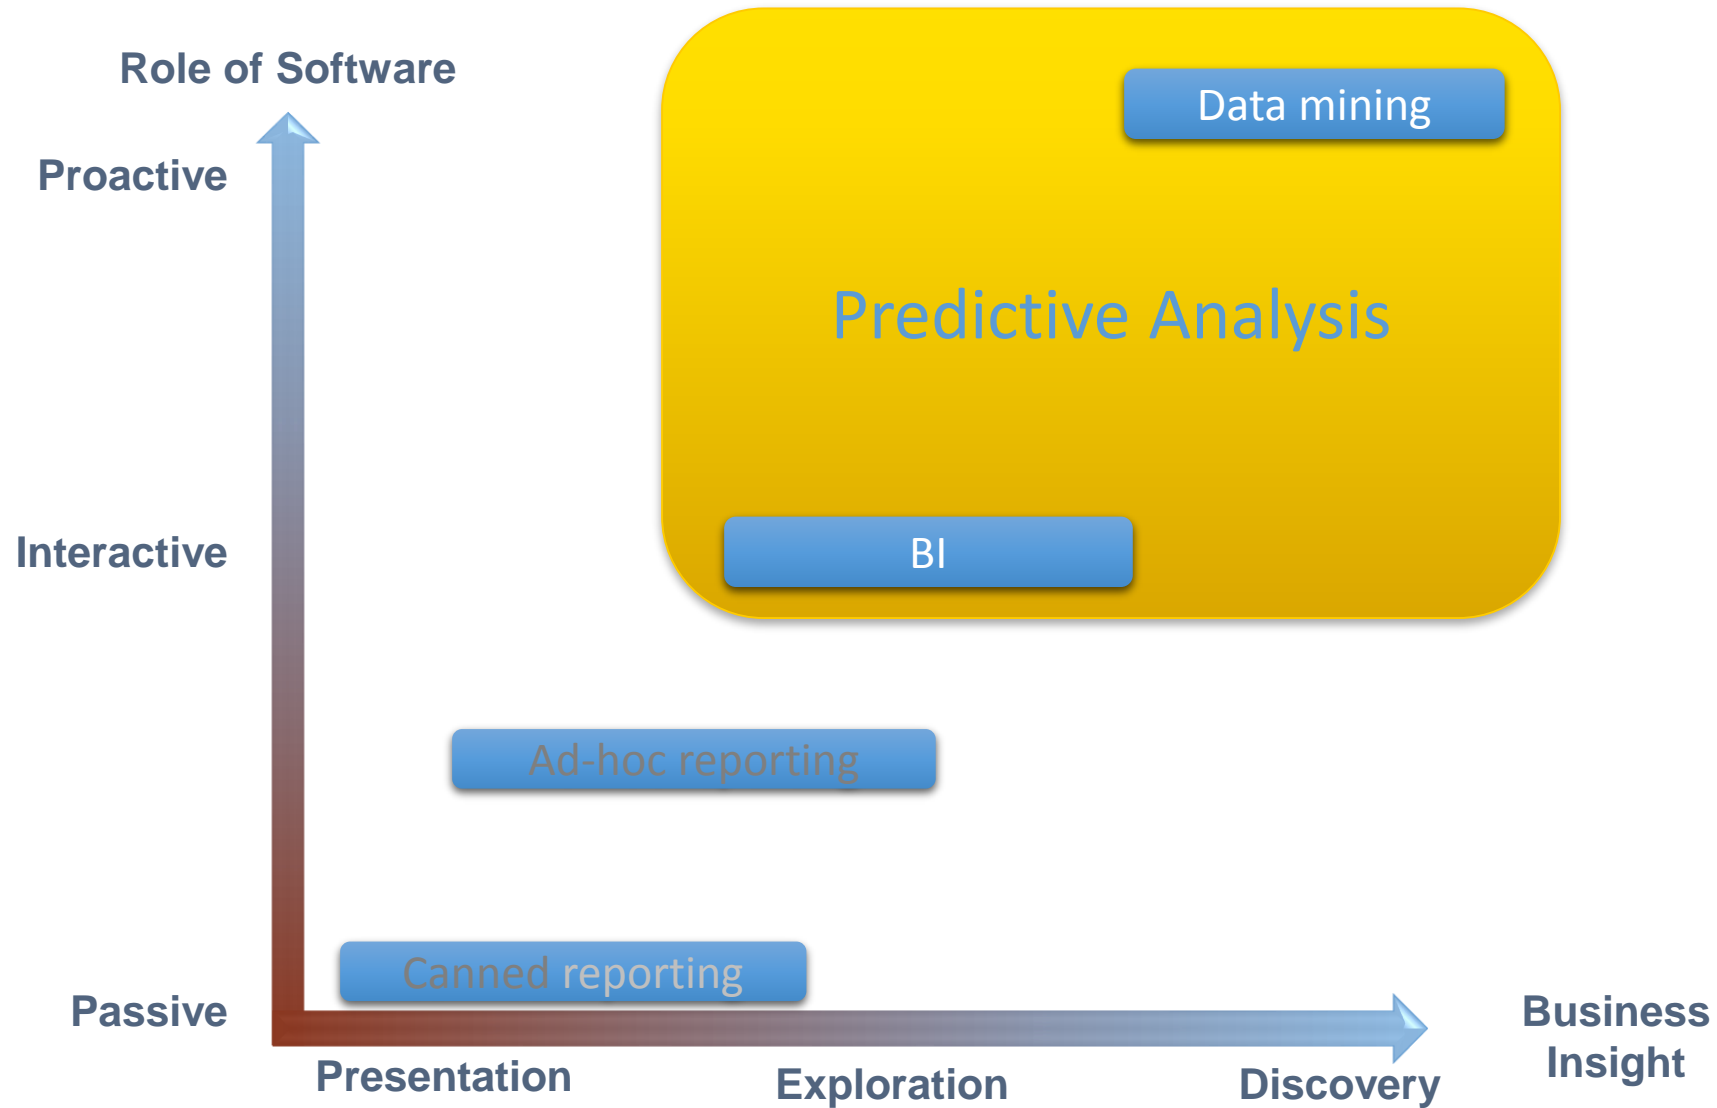 Role of Software
Data mining
Proactive
Predictive Analysis
Interactive
BI
Ad-hoc reporting
Canned reporting
Passive
Business
Insight
Presentation
Exploration
Discovery